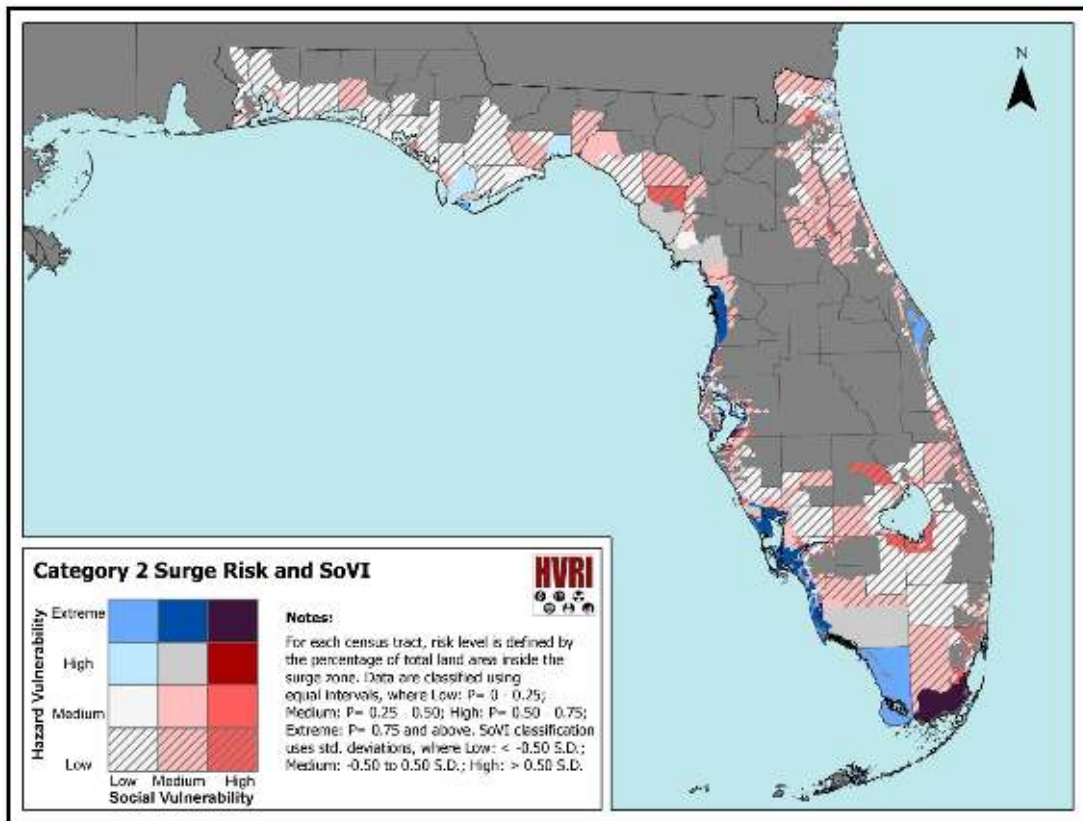 N
Category 2 Surge Risk and SoVI
HVRI
Hazard Vulnerability
Extreme
High
Medium
Low
Low Medium High
Social Vulnerability
Notes:
For each census tract, risk level is defined by
the percentage of total land area inside the
surge zone. Data are classified using
equal intervals, where Low: P= 0 - 0.25;
Medium: P= 0.25 - 0.50; High: P= 0.50 - 0.75;
Extreme: P= 0.75 and above. SoVI classification
uses std. deviations, where Low: < -0.50 S.D.;
Medium: -0.50 to 0.50 S.D.; High: > 0.50 S.D.